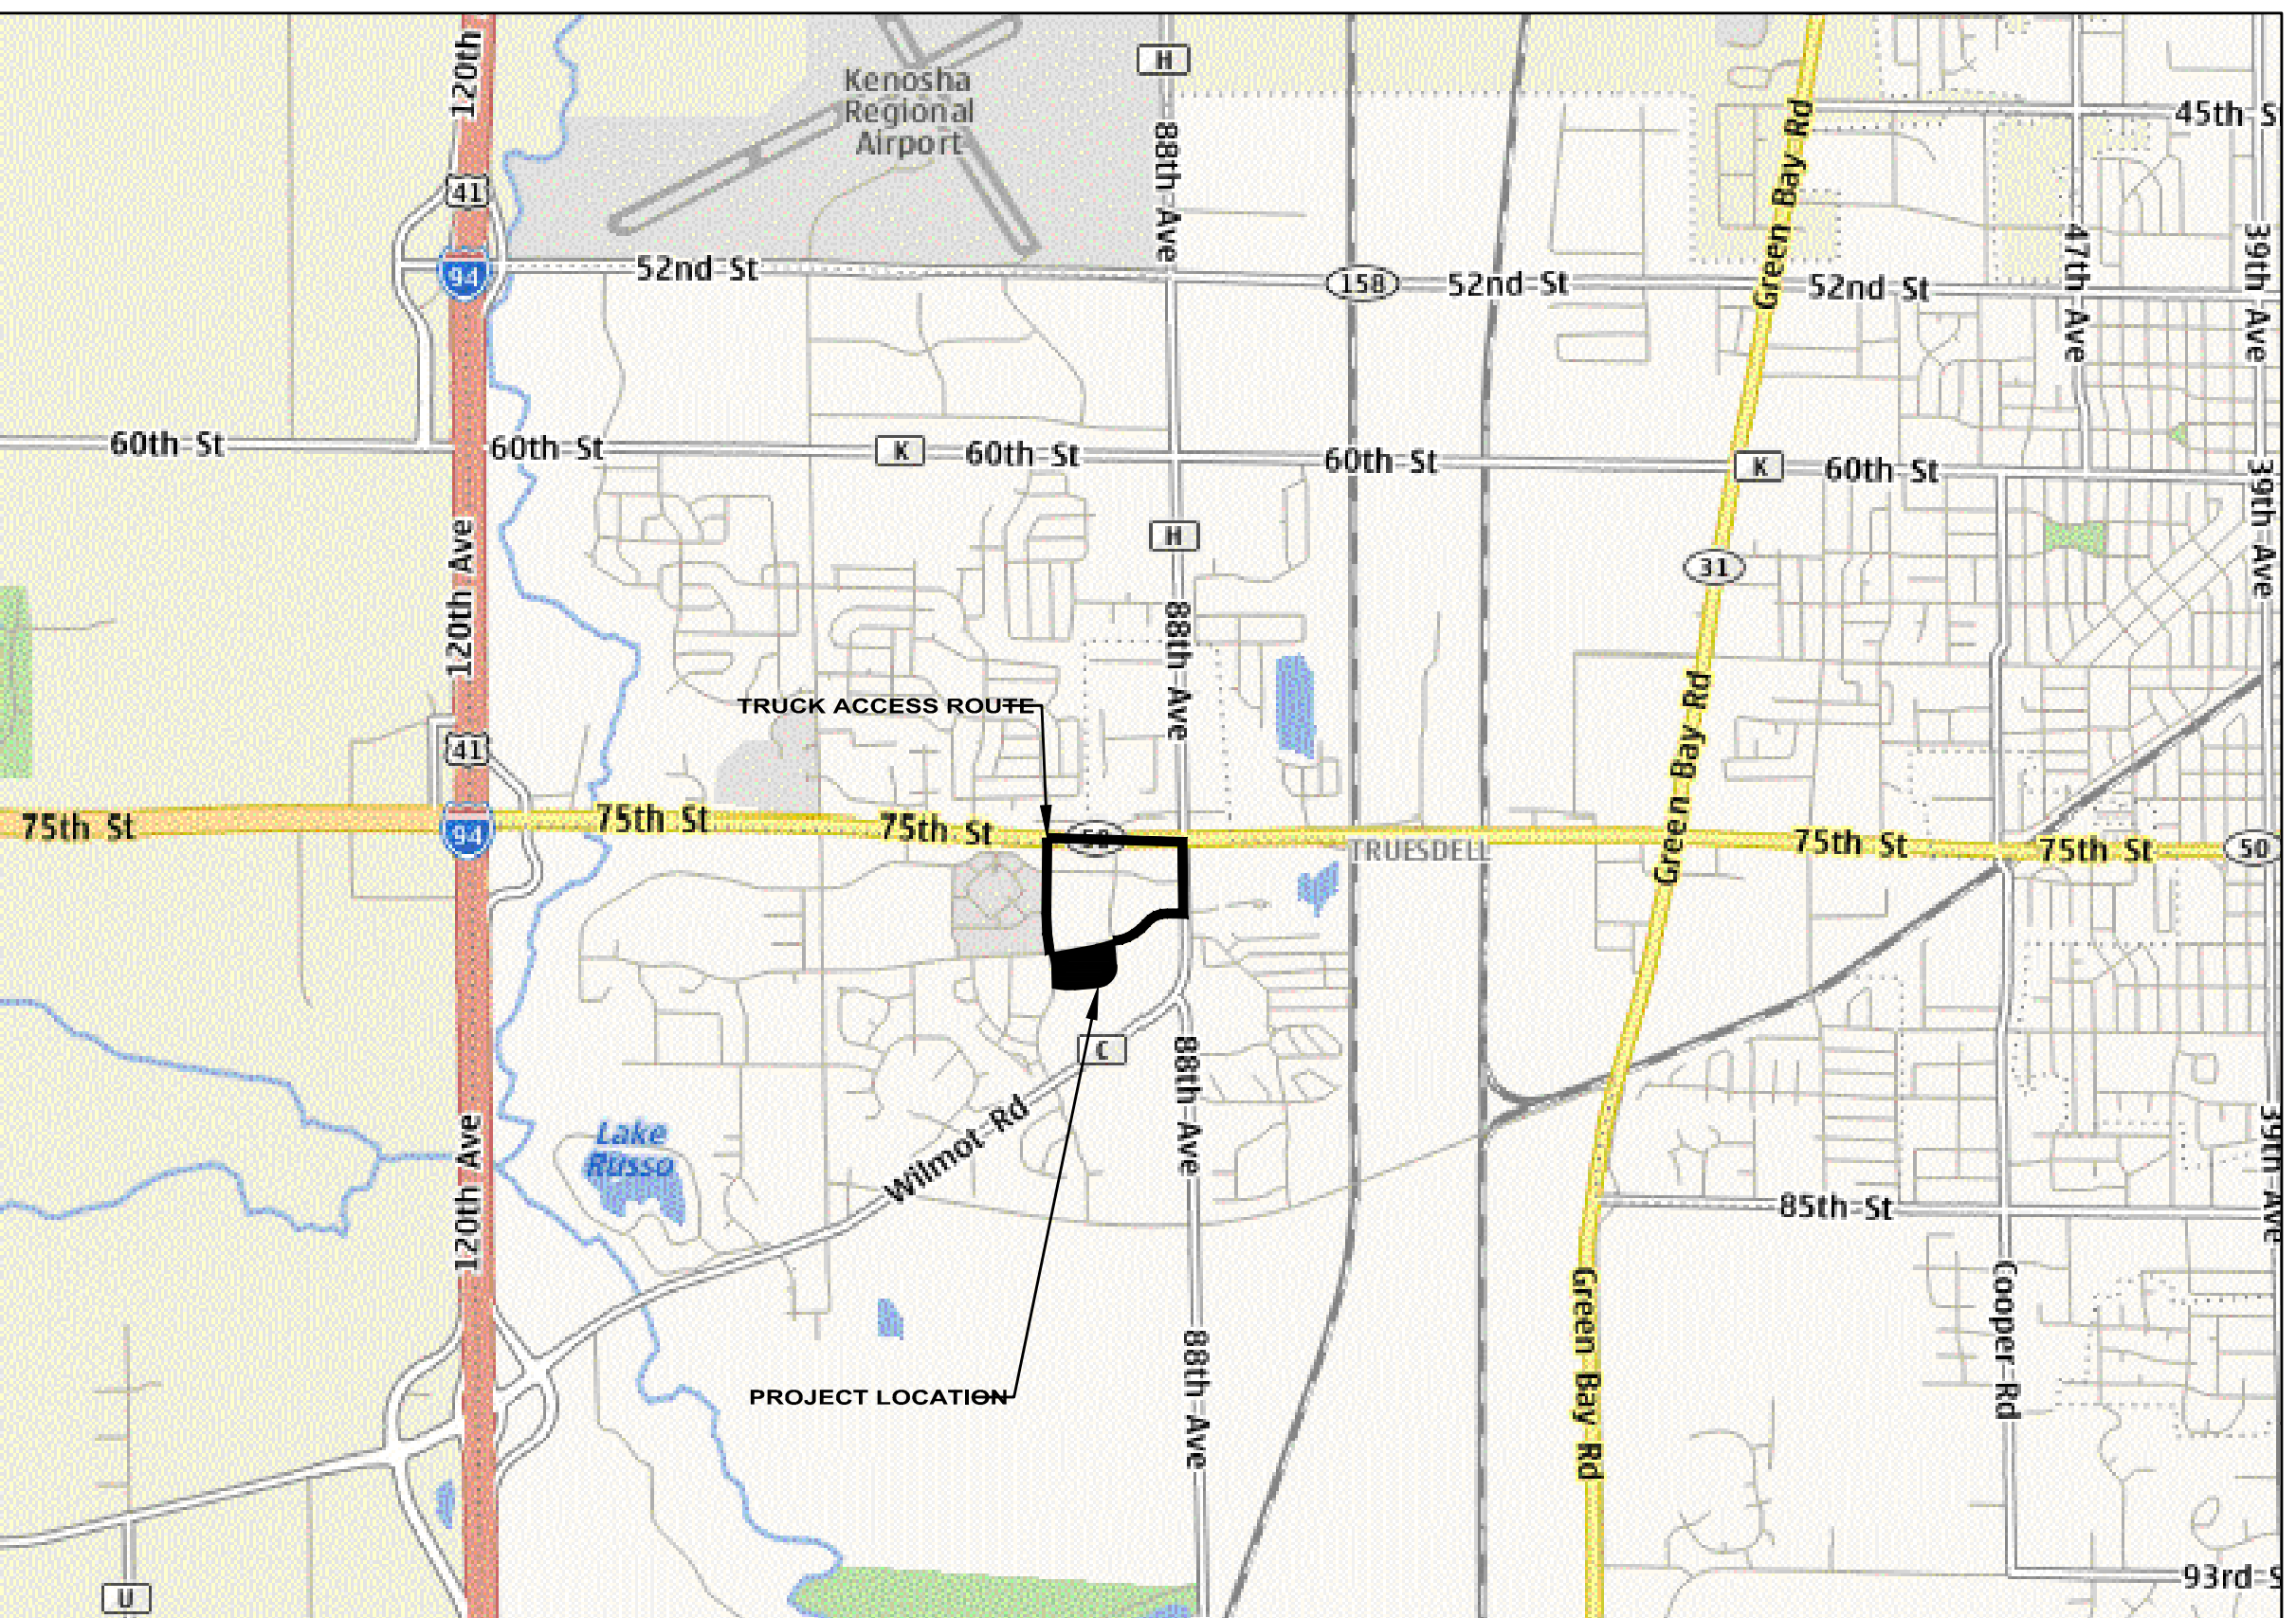 120th
Kenosha
Regional
Airport
H
88th Ave
Green Bay Rd
45th S
41
94
52nd St
158
52nd St
52nd St
47th Ave
39th Ave
60th St
60th St
K
60th St
60th St
K
60th St
39th Ave
H
120th Ave
88th Ave
31
TRUCK ACCESS ROUTE
Green Bay Rd
41
75th St
94
75th St
75th St
TRUESDELL
75th St
75th St
50
C
88th Ave
Wilmot Rd
Lake
Russo
120th Ave
85th St
39th Ave
Cooper Rd
Green Bay Rd
88th Ave
PROJECT LOCATION
U
93rd S